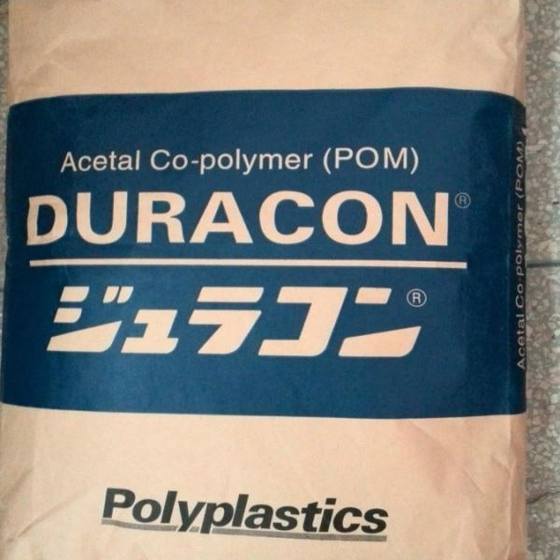 Acetal Co-polymer (POM)
DURACON®
ジュラコン®
Polyplastics
Acetal Co-polymer (POM)